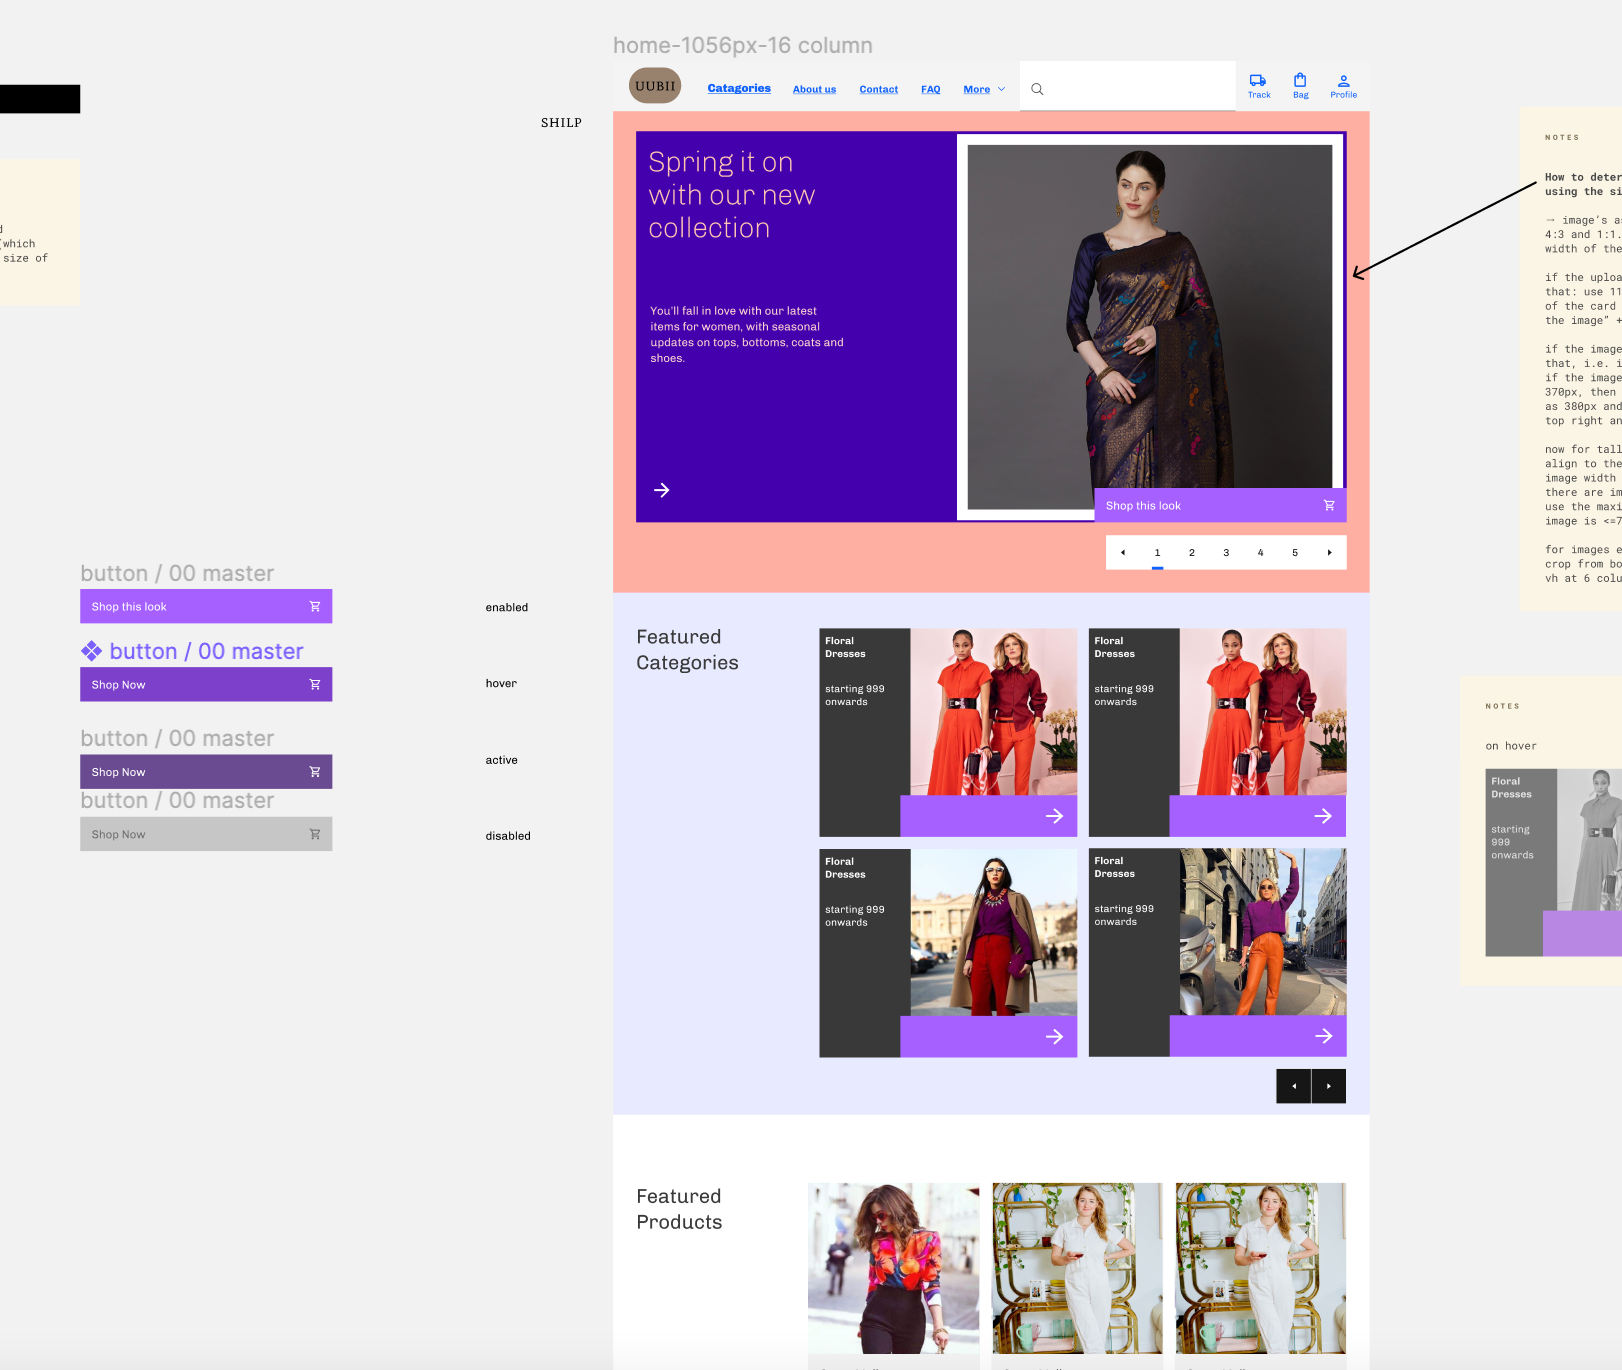 home-1056px-16 column
UUBII
Catagories
About us
Contact
FAQ
More
Track
Bag
Profile
SHILP
Spring it on
with our new
collection
You'll fall in love with our latest
items for women, with seasonal
updates on tops, bottoms, coats and
shoes.
Shop this look
1 2 3 4 5
(which
size of
button / 00 master
Shop this look
enabled
button / 00 master
Shop Now
hover
button / 00 master
Shop Now
active
button / 00 master
Shop Now
disabled
Featured
Categories
Floral
Dresses
starting 999
onwards
Floral
Dresses
starting 999
onwards
Floral
Dresses
starting 999
onwards
Floral
Dresses
starting 999
onwards
Featured
Products
NOTES
How to deter
using the si
→ image's as
4:3 and 1:1.
width of the
if the uploa
that: use 11
of the card
the image" +
if the image
that, i.e. i
if the image
370px, then
as 380px and
top right an
now for tall
align to the
image width
there are im
use the maxi
image is <=7
for images e
crop from bo
vh at 6 colu
NOTES
on hover
Floral
Dresses
starting
999
onwards